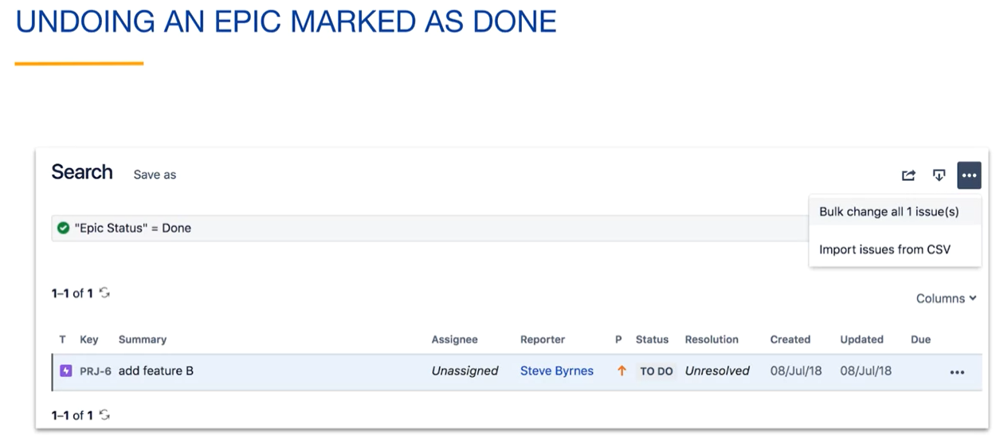 UNDOING AN EPIC MARKED AS DONE
Search Save as
Bulk change all 1 issue(s)
"Epic Status" = Done
Import issues from CSV
1–1 of 1
Columns
T Key Summary Assignee Reporter P Status Resolution Created Updated Due
PRJ-6 add feature B Unassigned Steve Byrnes TO DO Unresolved 08/Jul/18 08/Jul/18
1–1 of 1